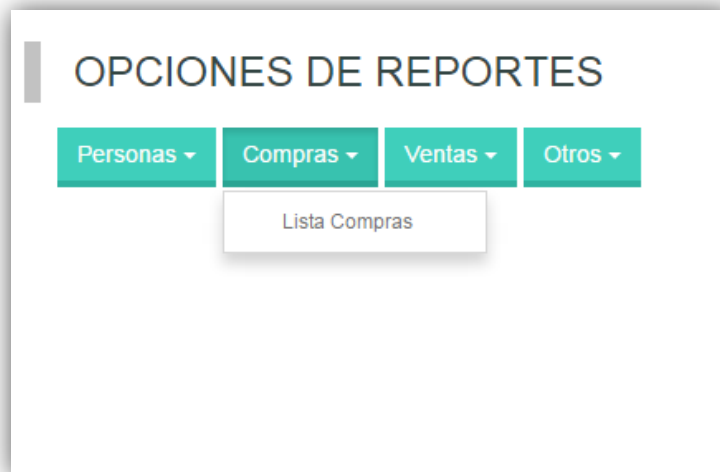 OPCIONES DE REPORTES
Personas Compras Ventas Otros
Lista Compras